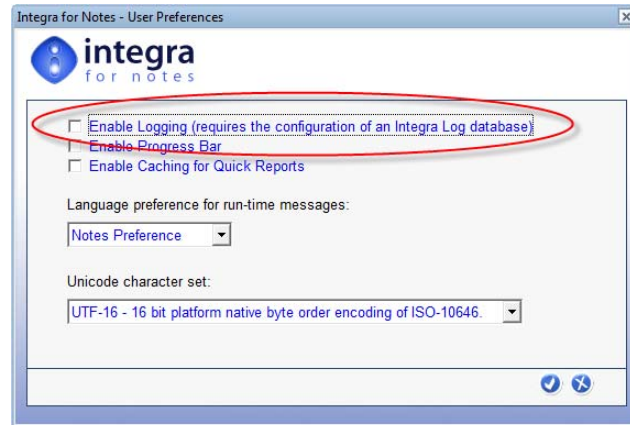 Integra for Notes - User Preferences
integra
for notes
Enable Logging (requires the configuration of an Integra Log database)
Enable Progress Bar
Enable Caching for Quick Reports
Language preference for run-time messages:
Notes Preference
Unicode character set:
UTF-16 - 16 bit platform native byte order encoding of ISO-10646.